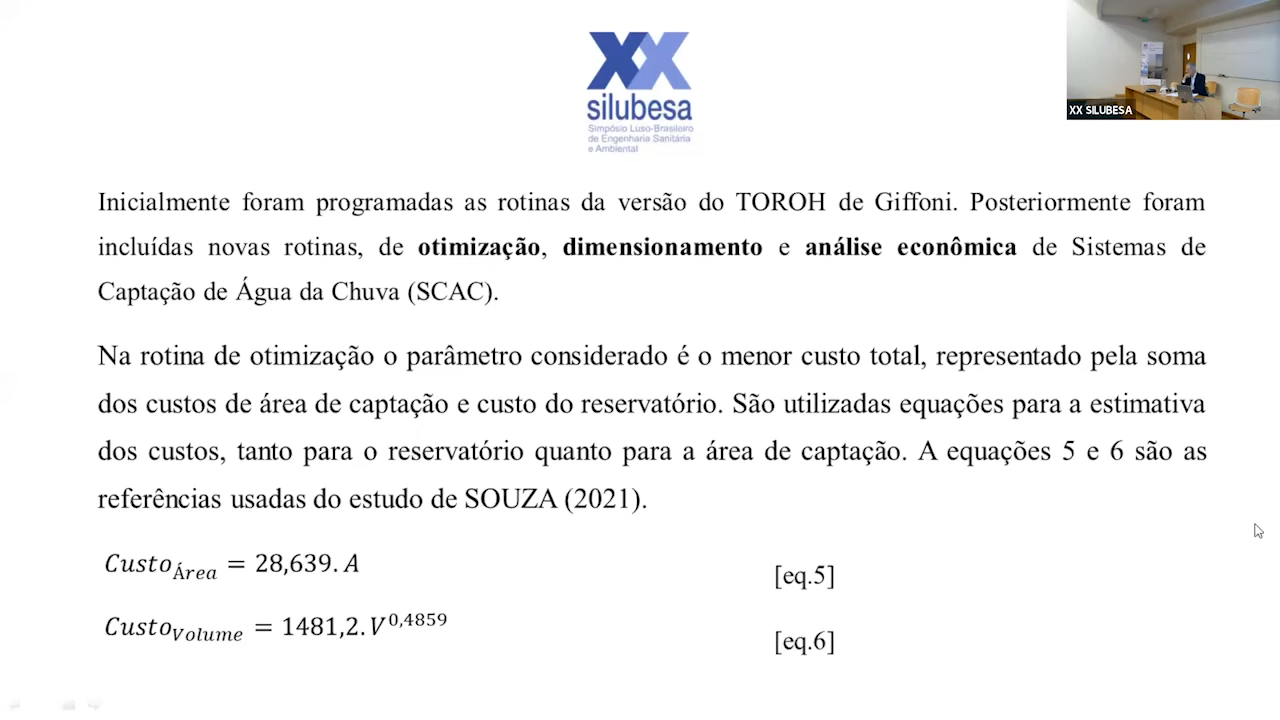 XX
silubesa
Simpósio Luso-Brasileiro
de Engenharia Sanitária
e Ambiental
XX SILUBESA
Inicialmente foram programadas as rotinas da versão do TOROH de Giffoni. Posteriormente foram
incluídas novas rotinas, de otimização, dimensionamento e análise econômica de Sistemas de
Captação de Água da Chuva (SCAC).
Na rotina de otimização o parâmetro considerado é o menor custo total, representado pela soma
dos custos de área de captação e custo do reservatório. São utilizadas equações para a estimativa
dos custos, tanto para o reservatório quanto para a área de captação. A equações 5 e 6 são as
referências usadas do estudo de SOUZA (2021).
Custo_Área = 28,639. A [eq.5]
Custo_Volume = 1481,2. V^0,4859 [eq.6]